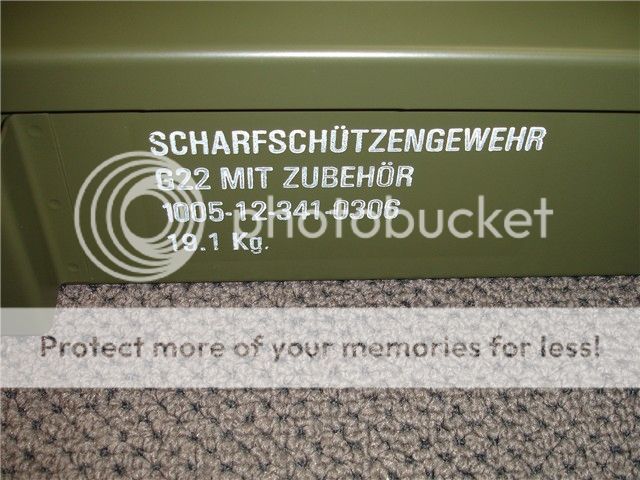 SCHARFSCHÜTZENGEWEHR
G22 MIT ZUBEHÖR
1005-12-341-0306
19.1 Kg.
photobucket
Protect more of your memories for less!